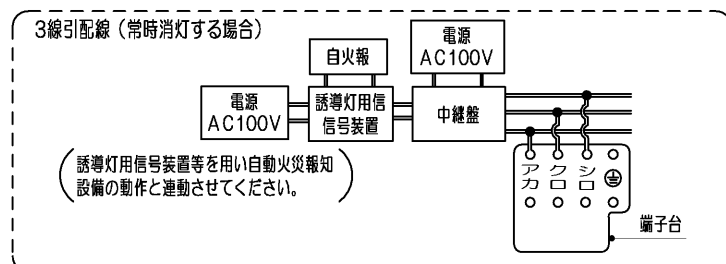 3線引配線（常時消灯する場合）
自火報
電源
AC100V
電源
AC100V
誘導灯用信
信号装置
中継盤
（誘導灯用信号装置等を用い自動火災報知
設備の動作と連動させてください。）
アカ
クロ
シロ
端子台